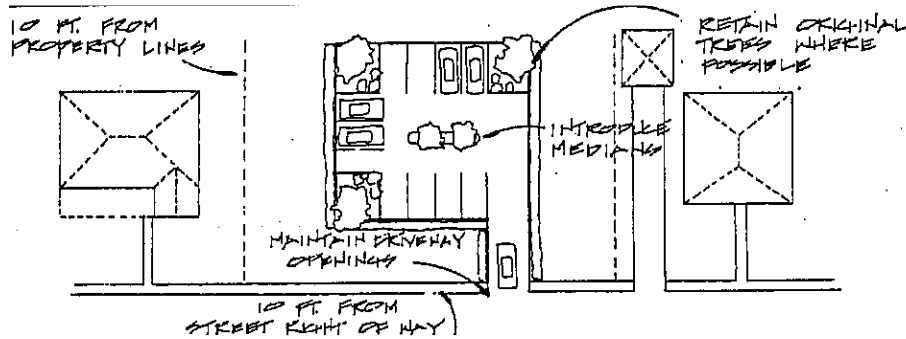 10 FT. FROM
PROPERTY LINES
RETAIN ORIGINAL
TREES WHERE
POSSIBLE
INTRODUCE
MEDIANS
MAINTAIN DRIVEWAY
OPENINGS
10 FT. FROM
STREET RIGHT OF WAY